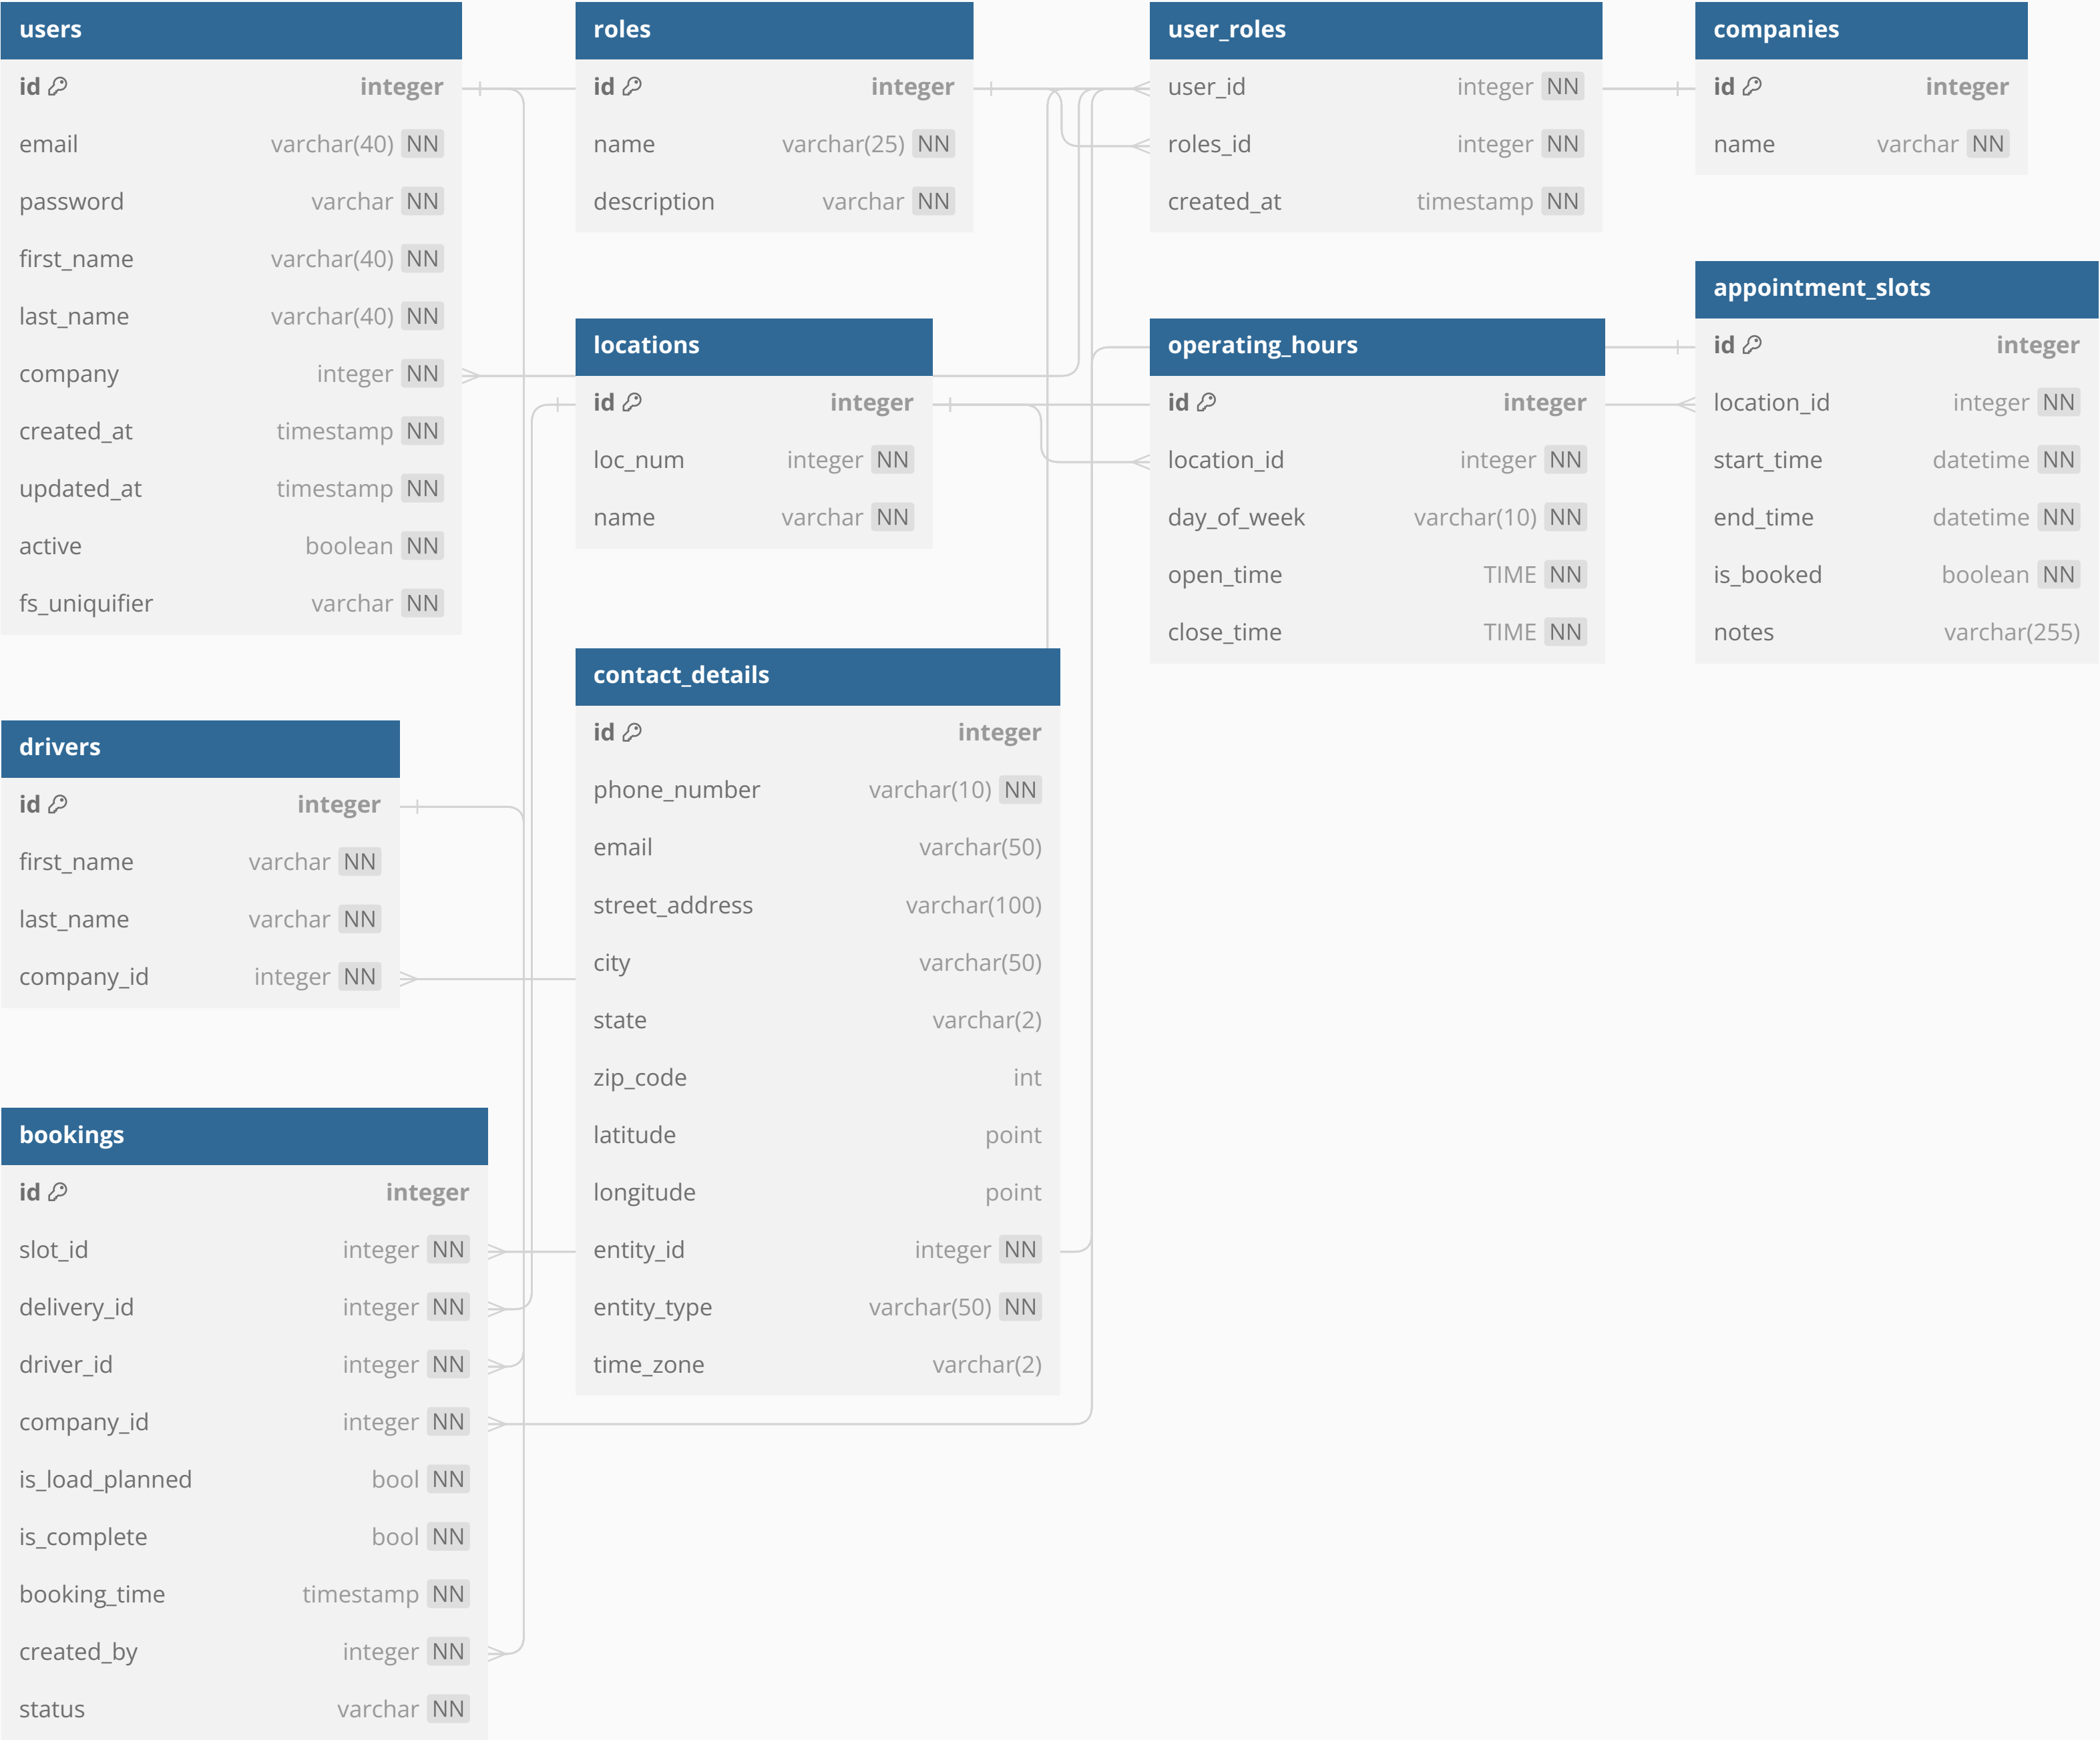 users
id integer
email varchar(40) NN
password varchar NN
first_name varchar(40) NN
last_name varchar(40) NN
company integer NN
created_at timestamp NN
updated_at timestamp NN
active boolean NN
fs_uniquifier varchar NN
roles
id integer
name varchar(25) NN
description varchar NN
user_roles
user_id integer NN
roles_id integer NN
created_at timestamp NN
companies
id integer
name varchar NN
locations
id integer
loc_num integer NN
name varchar NN
operating_hours
id integer
location_id integer NN
day_of_week varchar(10) NN
open_time TIME NN
close_time TIME NN
appointment_slots
id integer
location_id integer NN
start_time datetime NN
end_time datetime NN
is_booked boolean NN
notes varchar(255)
contact_details
id integer
phone_number varchar(10) NN
email varchar(50)
street_address varchar(100)
city varchar(50)
state varchar(2)
zip_code int
latitude point
longitude point
entity_id integer NN
entity_type varchar(50) NN
time_zone varchar(2)
drivers
id integer
first_name varchar NN
last_name varchar NN
company_id integer NN
bookings
id integer
slot_id integer NN
delivery_id integer NN
driver_id integer NN
company_id integer NN
is_load_planned bool NN
is_complete bool NN
booking_time timestamp NN
created_by integer NN
status varchar NN